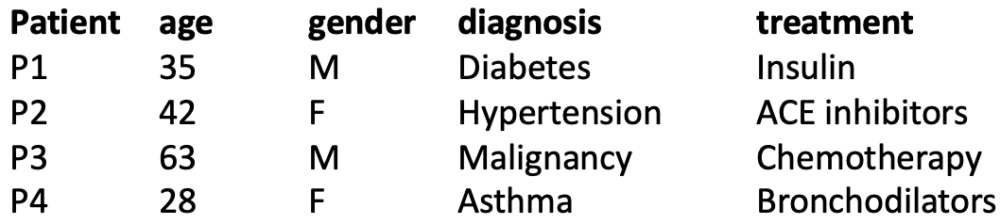 Patient age gender diagnosis treatment
P1 35 M Diabetes Insulin
P2 42 F Hypertension ACE inhibitors
P3 63 M Malignancy Chemotherapy
P4 28 F Asthma Bronchodilators